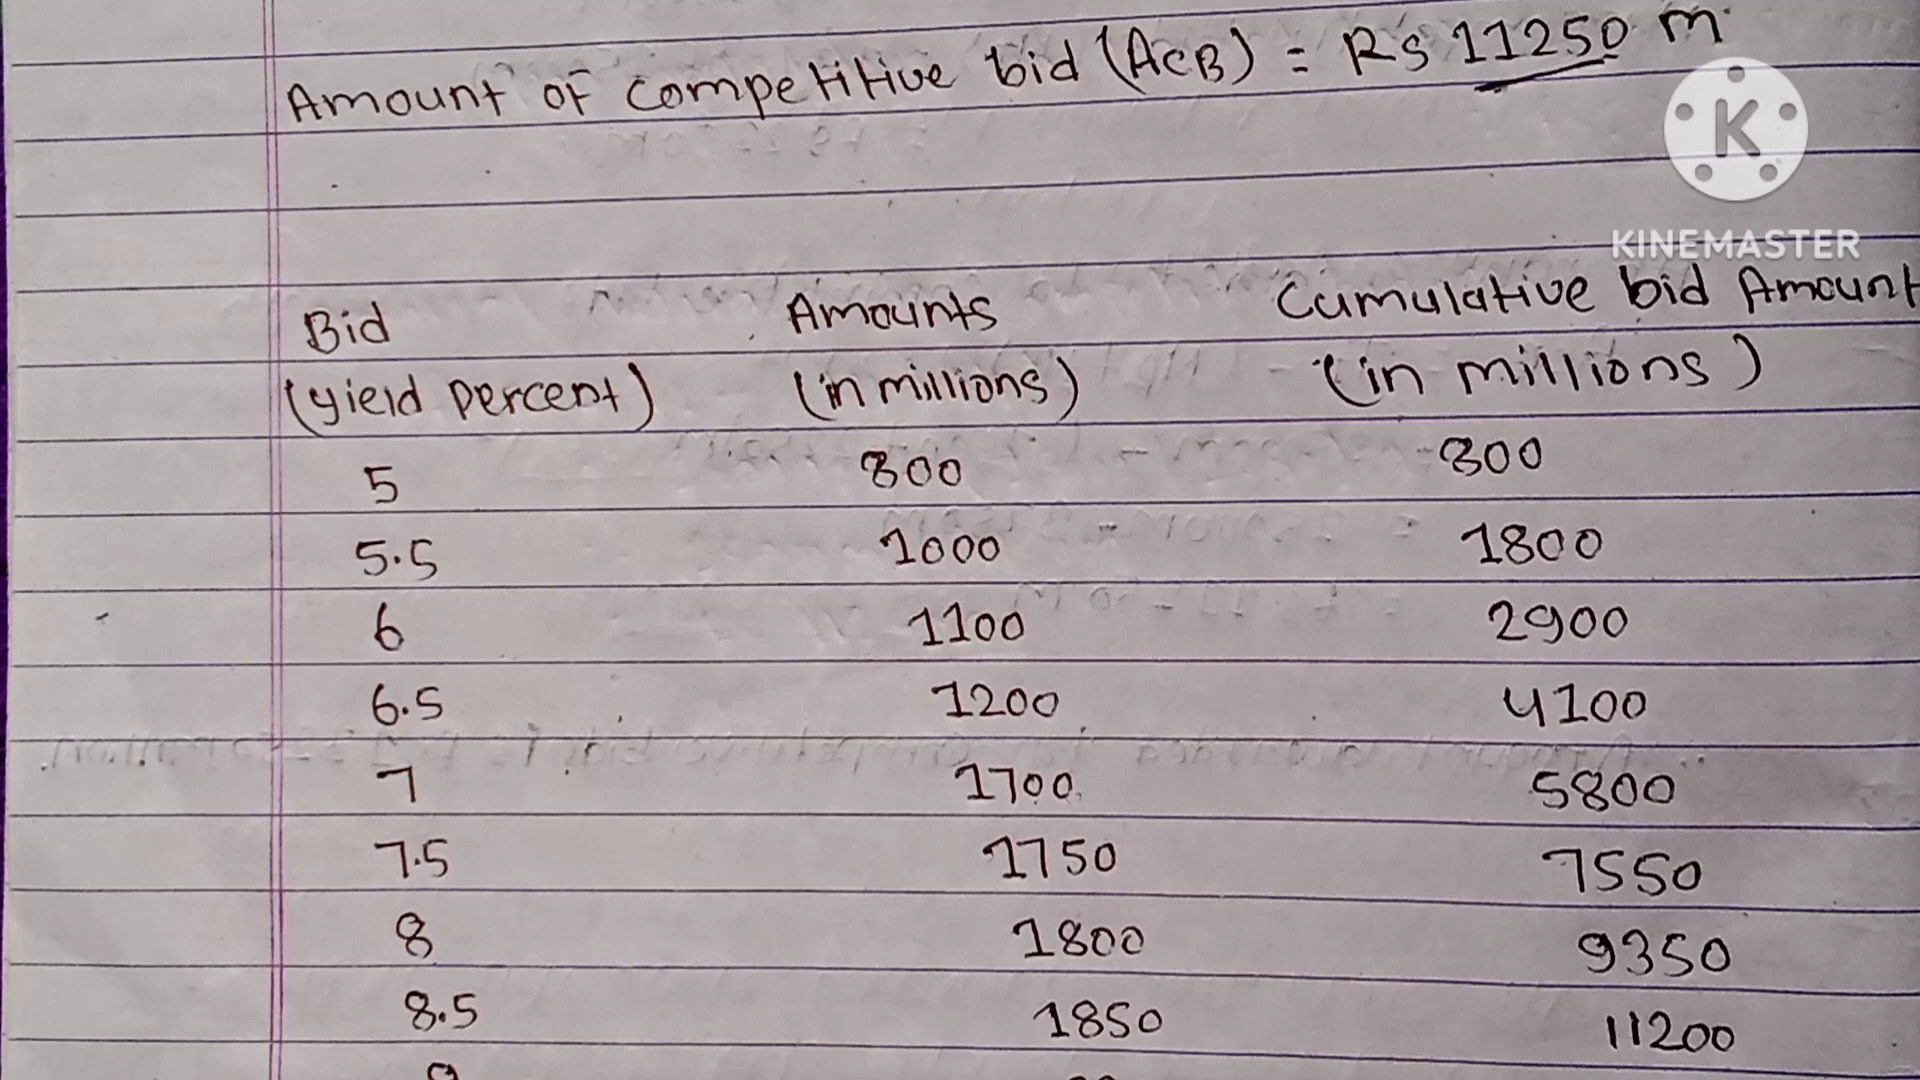 Amount of competitive bid (ACB) = Rs 11250 m
K
KINEMASTER
Bid Amounts Cumulative bid Amount
(yield percent) (in millions) (in millions)
5 800 800
5.5 1000 1800
6 1100 2900
6.5 1200 4100
7 1700 5800
7.5 1750 7550
8 1800 9350
8.5 1850 11200